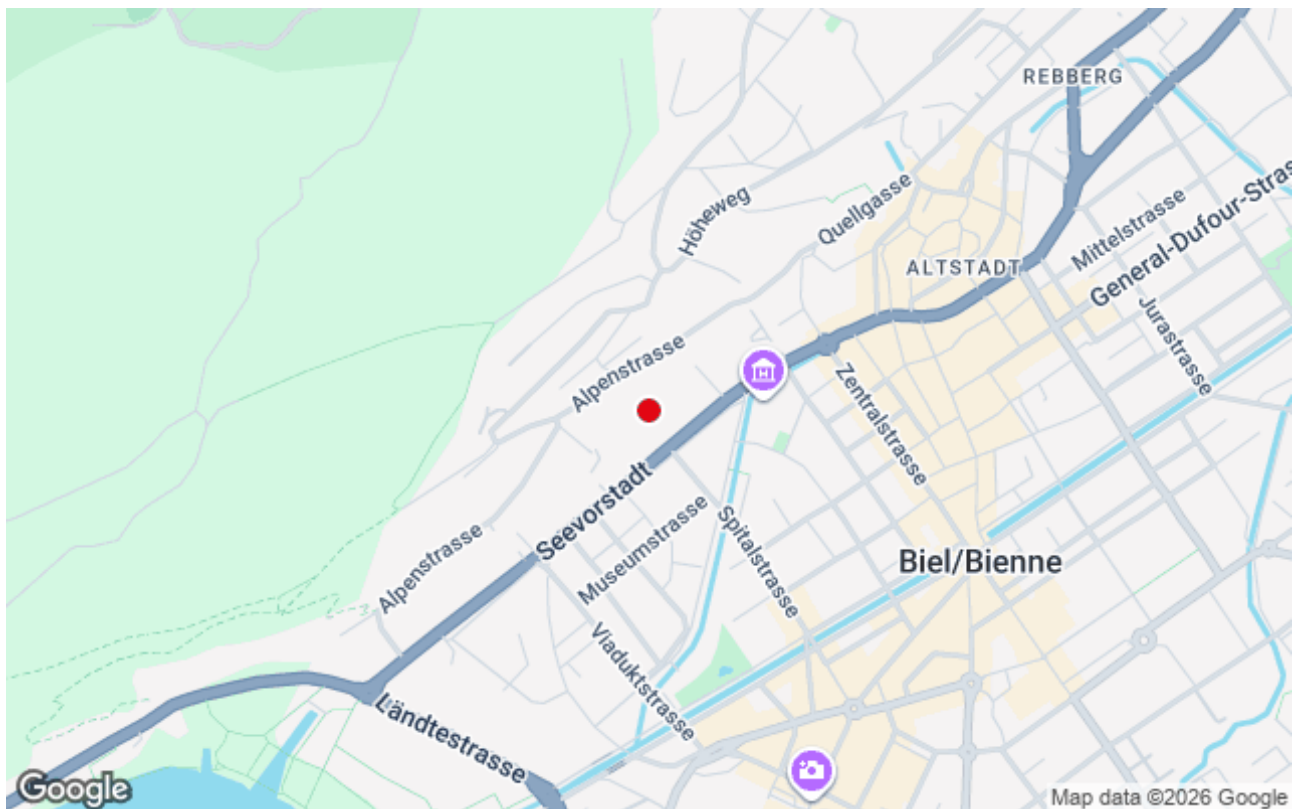 REBBERG
Höheweg
Quellgasse
Mittelstrasse
General-Dufour-Strass
ALTSTADT
Jurastrasse
Alpenstrasse
Zentralstrasse
Seevorstadt
Museumstrasse
Spitalstrasse
Biel/Bienne
Alpenstrasse
Viaduktstrasse
Ländtestrasse
Google
Map data ©2026 Google